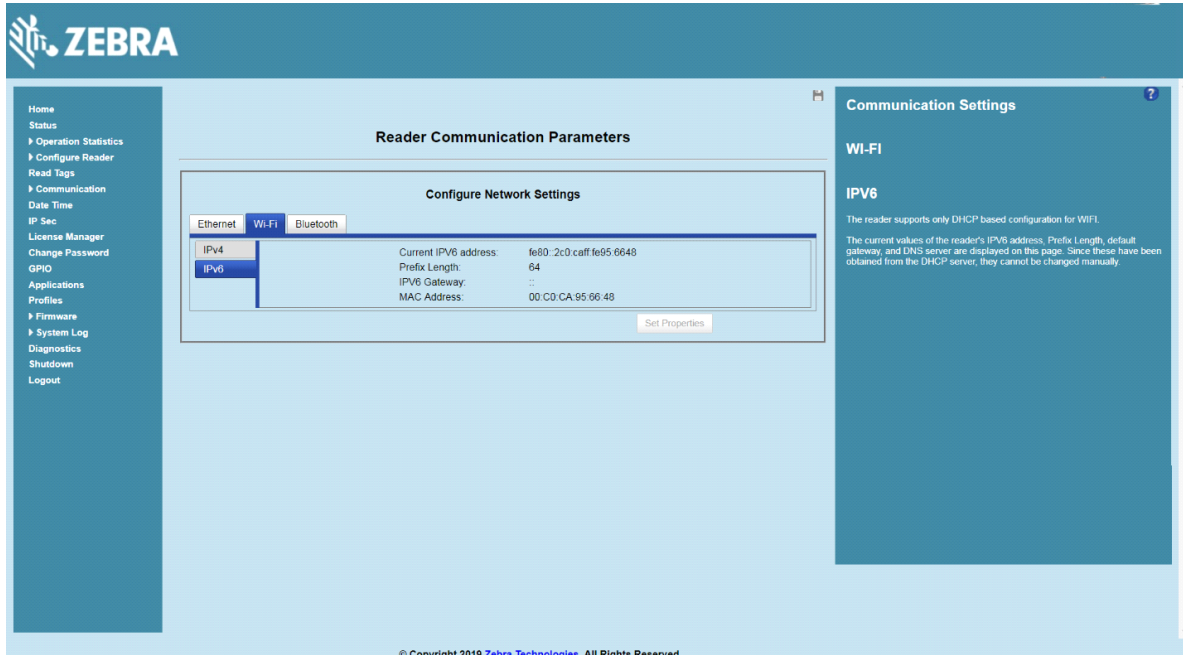 ZEBRA
Home
Status
Operation Statistics
Configure Reader
Read Tags
Communication
Date Time
IP Sec
License Manager
Change Password
GPIO
Applications
Profiles
Firmware
System Log
Diagnostics
Shutdown
Logout
Reader Communication Parameters
Configure Network Settings
Ethernet Wi-Fi Bluetooth
IPv4
IPv6
Current IPV6 address: fe80::2c0:caff:fe95:6648
Prefix Length: 64
IPV6 Gateway: ::
MAC Address: 00:C0:CA:95:66:48
Set Properties
?
Communication Settings
WI-FI
IPV6
The reader supports only DHCP based configuration for WIFI.
The current values of the reader's IPV6 address, Prefix Length, default
gateway, and DNS server are displayed on this page. Since these have been
obtained from the DHCP server, they cannot be changed manually.
© Copyright 2019 Zebra Technologies. All Rights Reserved.